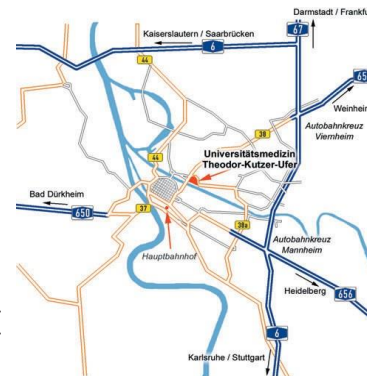 Darmstadt / Frankfu
67
Kaiserslautern / Saarbrücken
6
44
65
Weinhei
38
Autobahnkreuz
Viernheim
44
Universitätsmedizin
Theodor-Kutzer-Ufer
Bad Dürkheim
650
37
38a
Hauptbahnhof
Autobahnkreuz
Mannheim
Heidelberg
656
6
Karlsruhe / Stuttgart